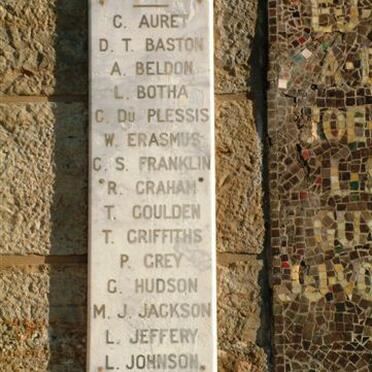 C. AURET
D. T. BASTON
A. BELDON
L. BOTHA
C. DU PLESSIS
W. ERASMUS
C. S. FRANKLIN
R. GRAHAM
T. GOULDEN
T. GRIFFITHS
P. GREY
G. HUDSON
M. J. JACKSON
L. JEFFERY
L. JOHNSON